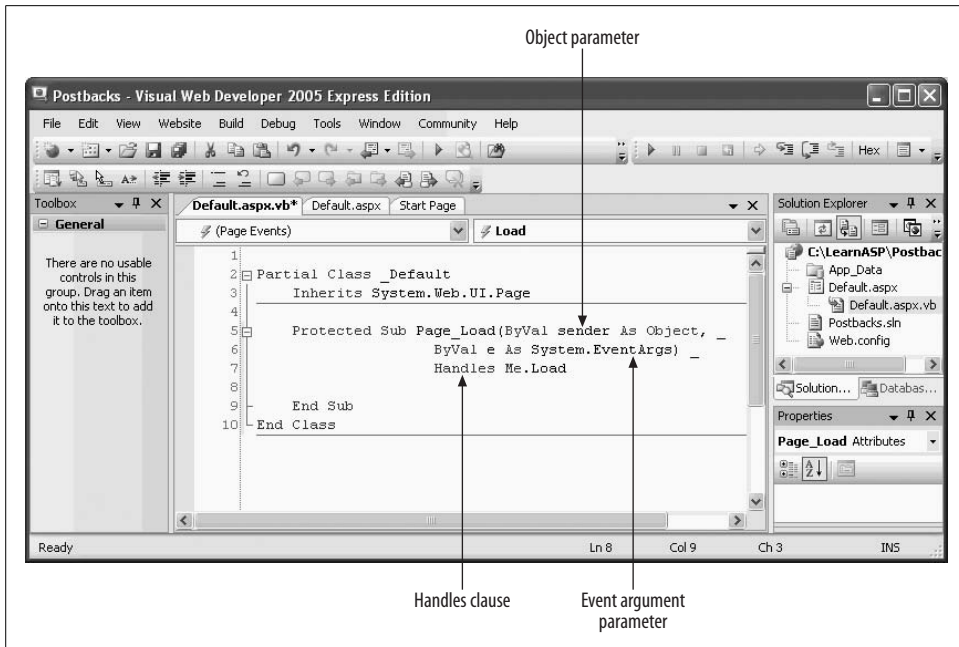 Object parameter
Postbacks - Visual Web Developer 2005 Express Edition
File Edit View Website Build Debug Tools Window Community Help
Hex
Toolbox
General
There are no usable
controls in this
group. Drag an item
onto this text to add
it to the toolbox.
Default.aspx.vb* Default.aspx Start Page
(Page Events) Load
1
2 Partial Class _Default
3 Inherits System.Web.UI.Page
4
5 Protected Sub Page_Load(ByVal sender As Object, _
6 ByVal e As System.EventArgs) _
7 Handles Me.Load
8
9 End Sub
10 End Class
Solution Explorer
C:\LearnASP\Postbac
App_Data
Default.aspx
Default.aspx.vb
Postbacks.sln
Web.config
Solution... Databas...
Properties
Page_Load Attributes
Ready Ln 8 Col 9 Ch 3 INS
Handles clause
Event argument
parameter